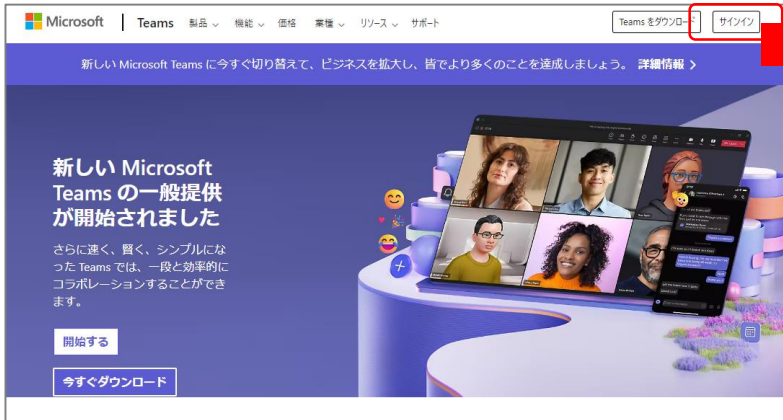 Microsoft Teams 製品 機能 価格 業種 リソース サポート Teams をダウンロード サインイン
新しい Microsoft Teams に今すぐ切り替えて、ビジネスを拡大し、皆でより多くのことを達成しましょう。 詳細情報 >
新しい Microsoft
Teams の一般提供
が開始されました
さらに速く、賢く、シンプルにな
った Teams では、一段と効率的に
コラボレーションすることができ
ます。
開始する
今すぐダウンロード